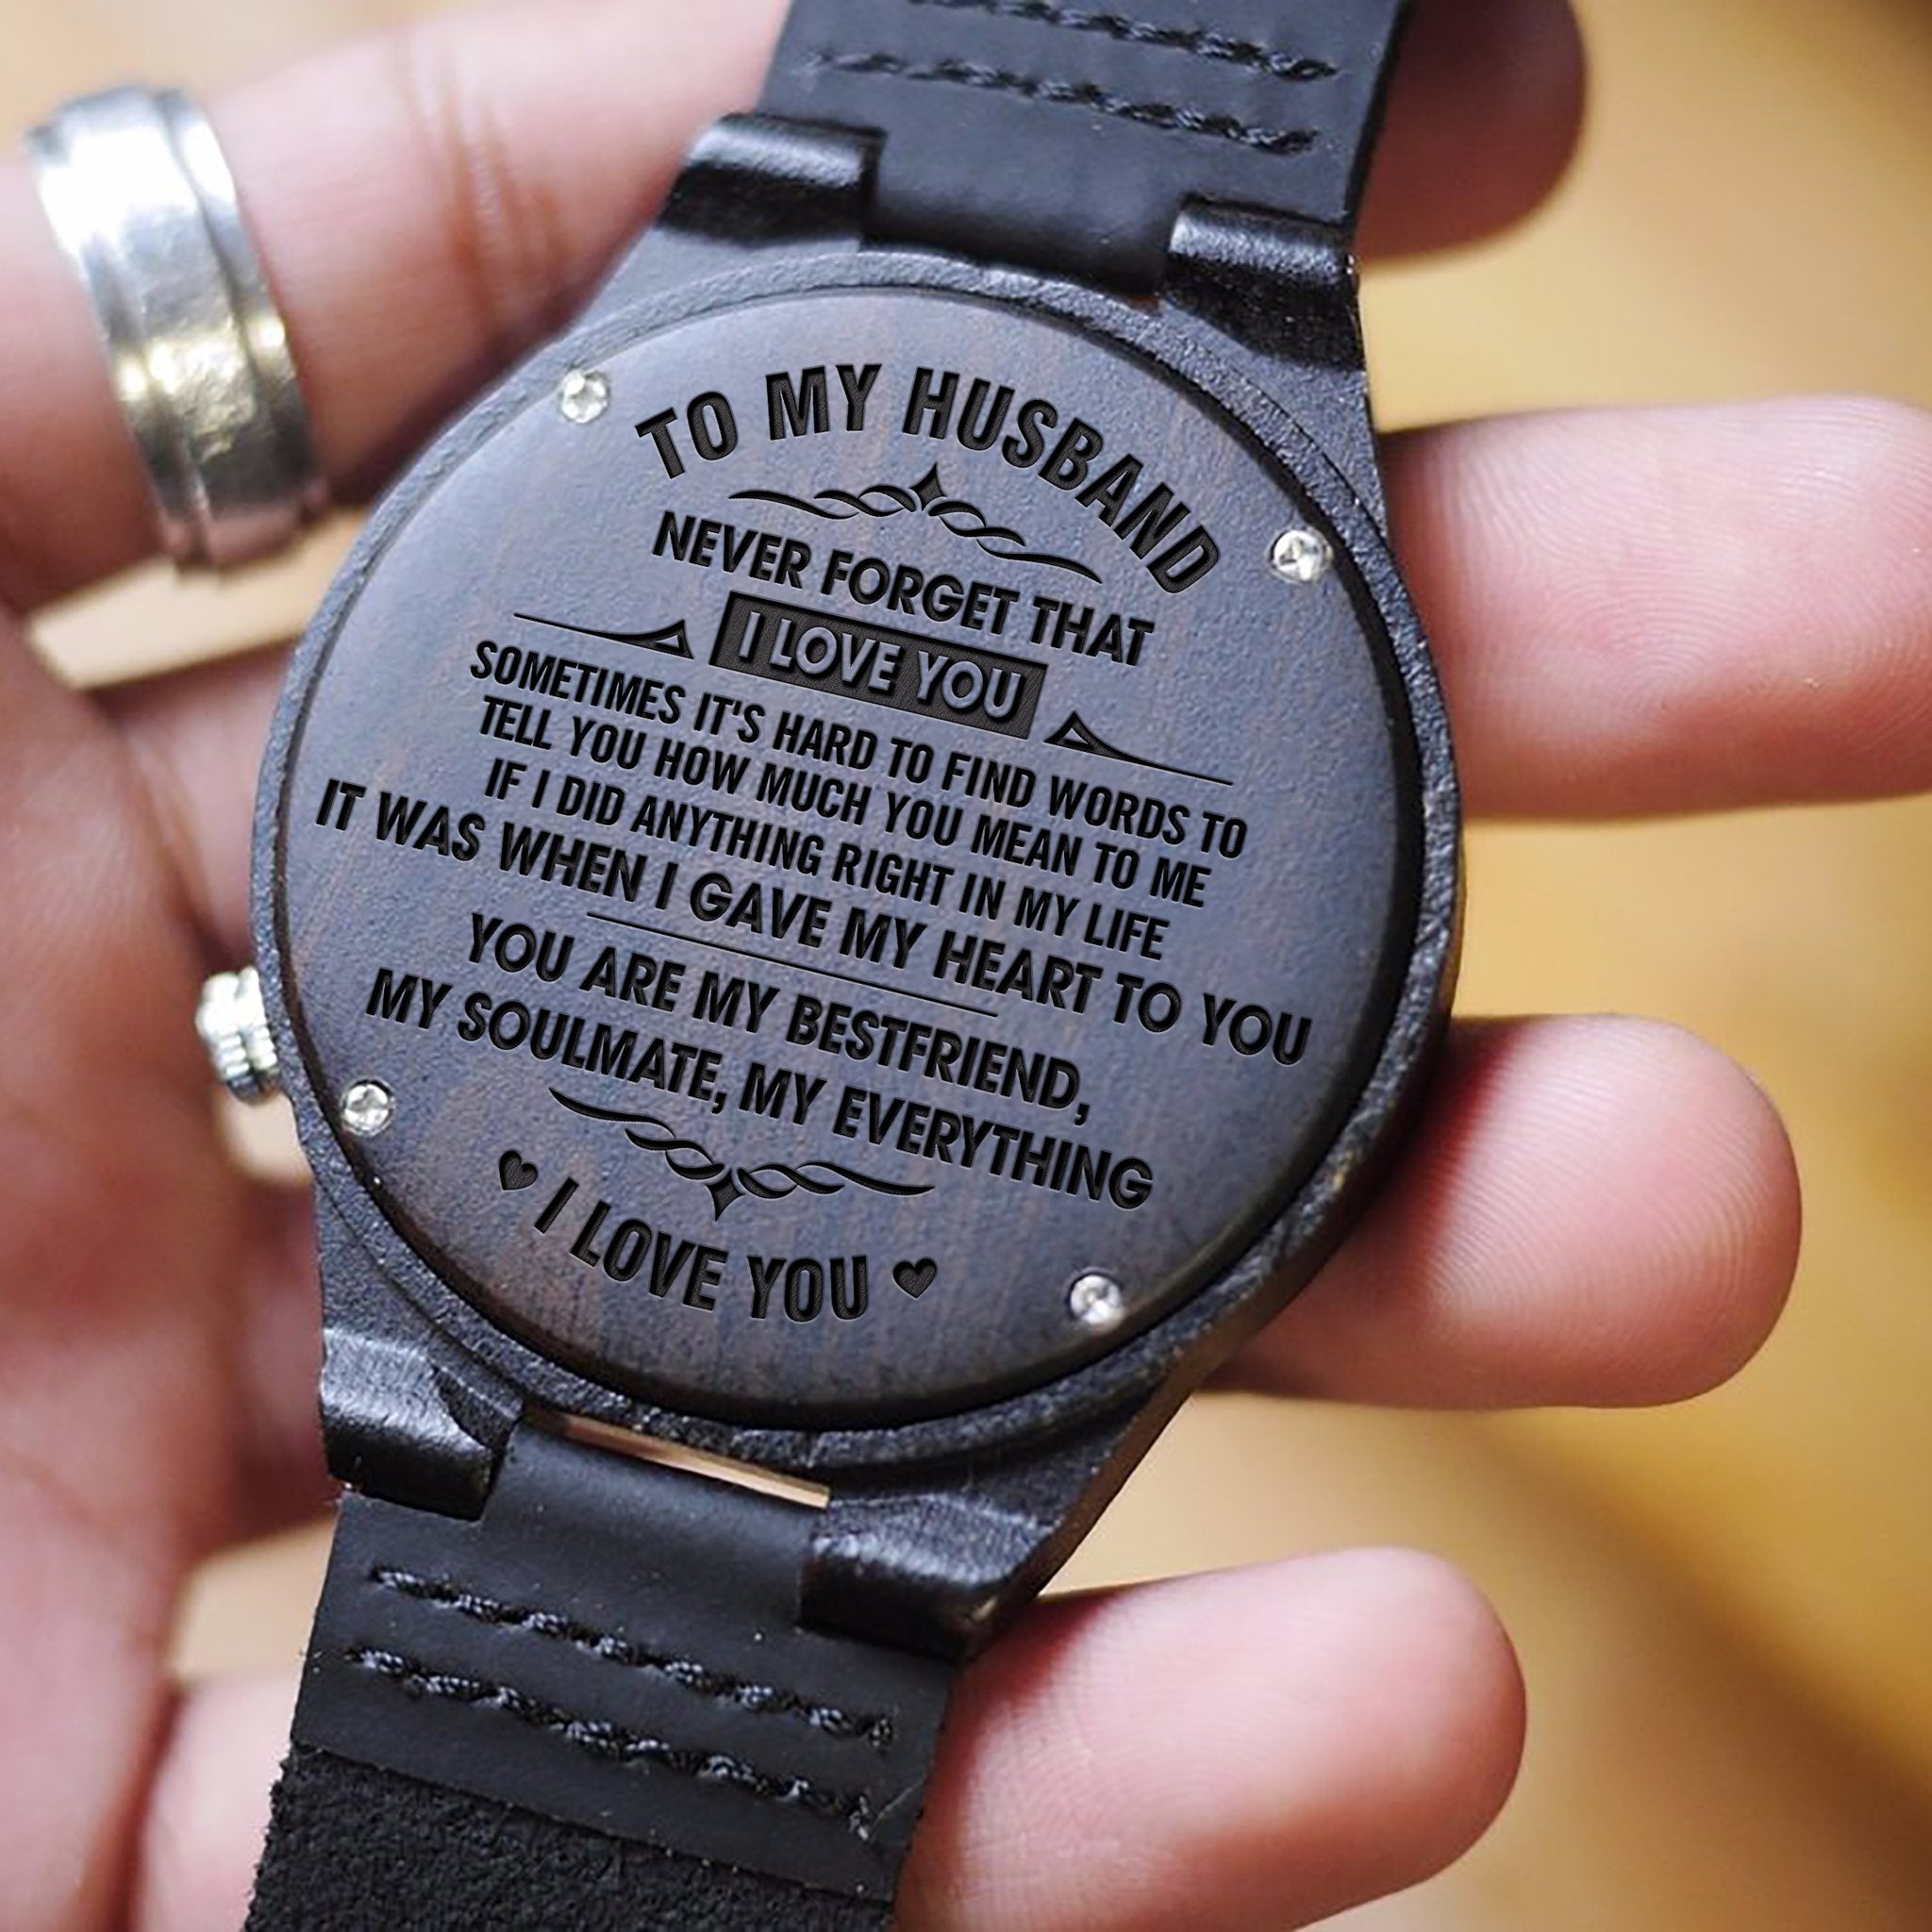 TO MY HUSBAND
NEVER FORGET THAT
I LOVE YOU
SOMETIMES IT'S HARD TO FIND WORDS TO
TELL YOU HOW MUCH YOU MEAN TO ME
IF I DID ANYTHING RIGHT IN MY LIFE
IT WAS WHEN I GAVE MY HEART TO YOU
YOU ARE MY BESTFRIEND,
MY SOULMATE, MY EVERYTHING
I LOVE YOU